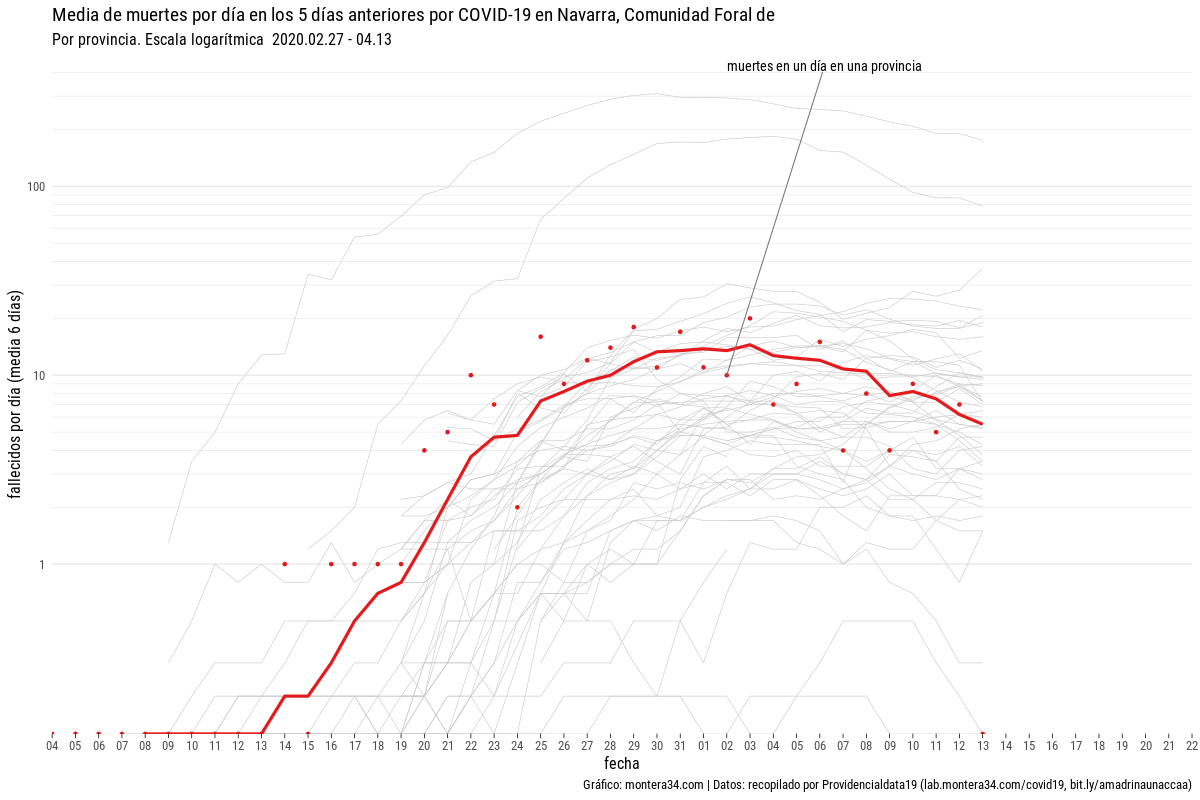 Media de muertes por día en los 5 días anteriores por COVID-19 en Navarra, Comunidad Foral de
Por provincia. Escala logarítmica 2020.02.27 - 04.13
muertes en un día en una provincia
fallecidos por día (media 6 días)
100
10
1
04 05 06 07 08 09 10 11 12 13 14 15 16 17 18 19 20 21 22 23 24 25 26 27 28 29 30 31 01 02 03 04 05 06 07 08 09 10 11 12 13 14 15 16 17 18 19 20 21 22
fecha
Gráfico: montera34.com | Datos: recopilado por Providencialdata19 (lab.montera34.com/covid19, bit.ly/amadrinaunaccaa)